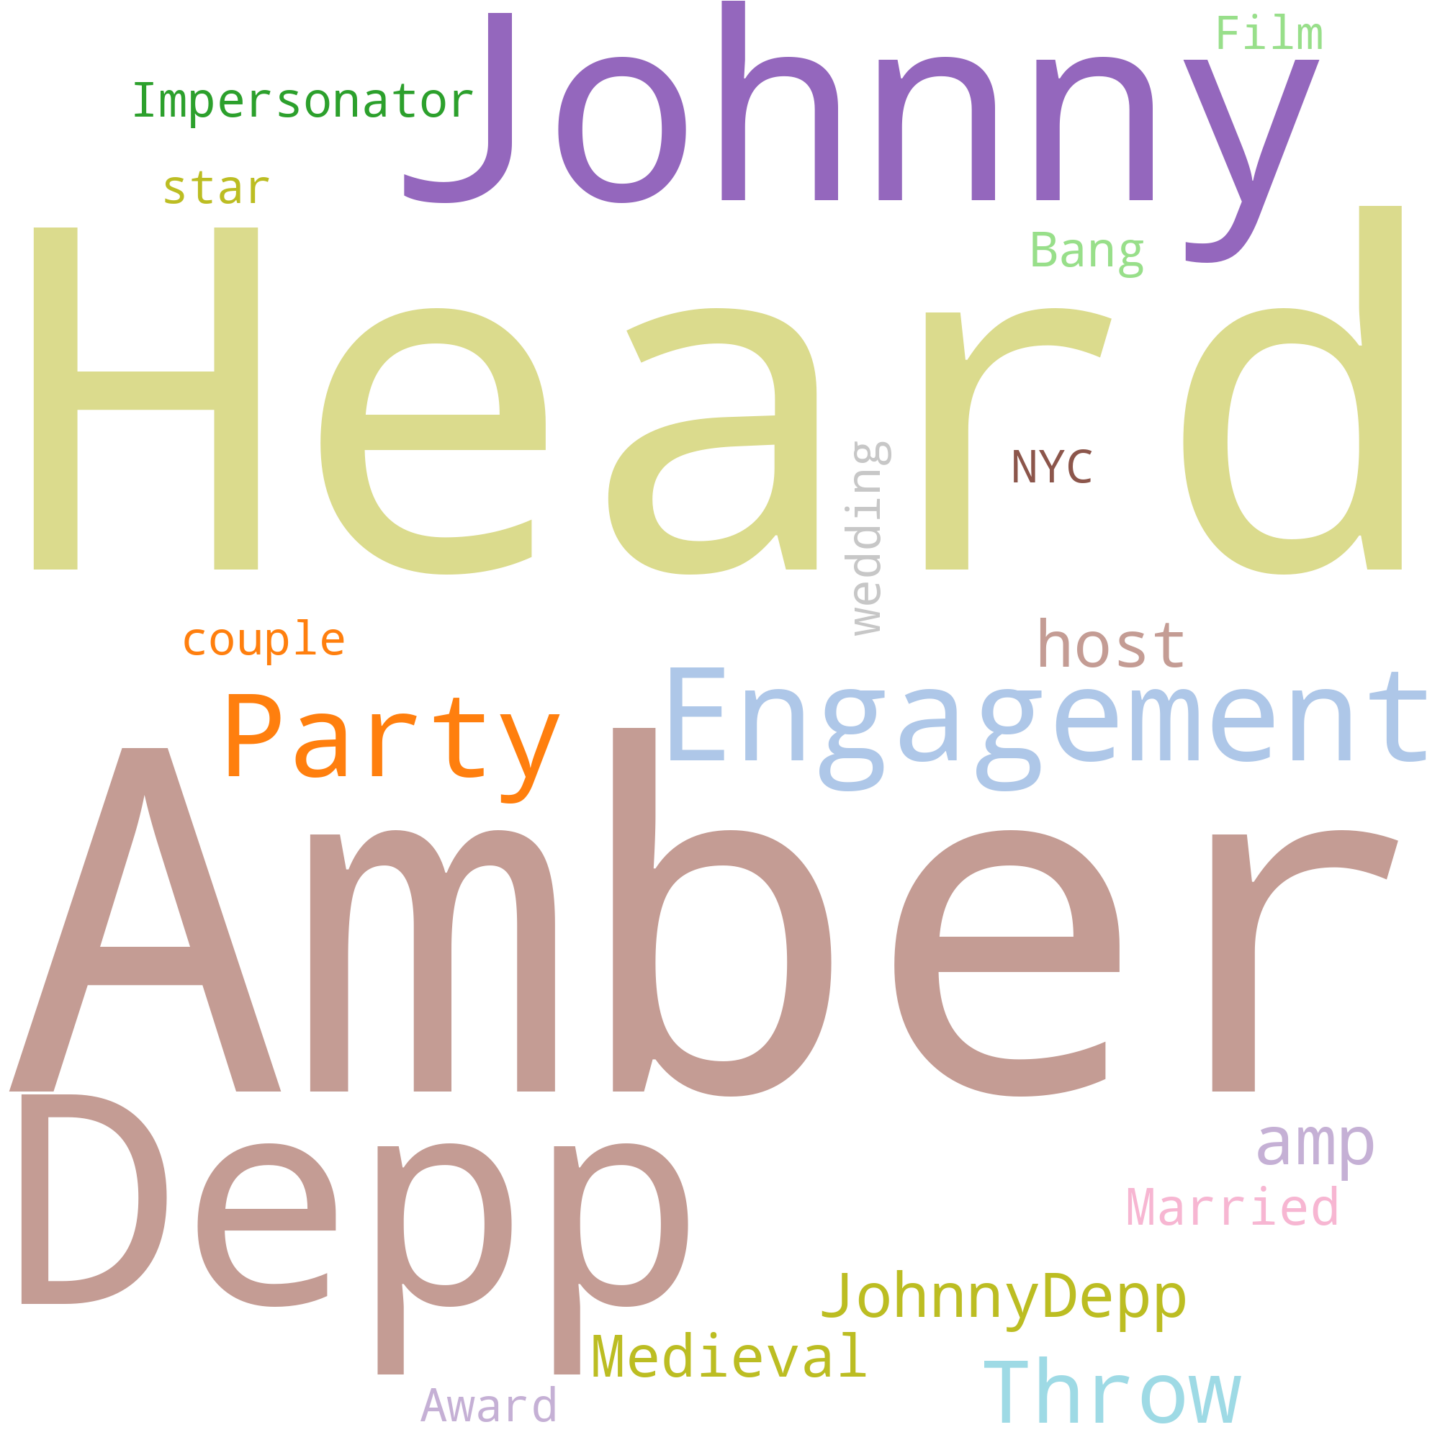 Film
Johnny
Impersonator
star
Bang
Heard
NYC
wedding
couple
host
Engagement
Party
Amber
Depp
amp
Married
JohnnyDepp
Medieval
Throw
Award